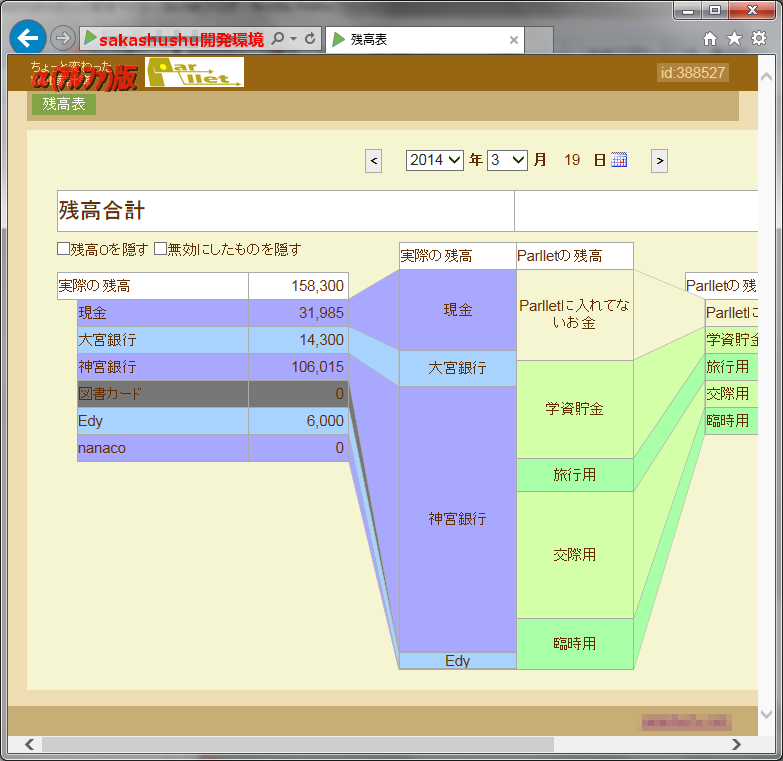 sakashushu開発環境
残高表
ちょーと変わった
α(アルファ)版
Parllet
id:388527
残高表
< 2014 年 3 月 19 日 >
残高合計
残高0を隠す 無効にしたものを隠す
実際の残高 Parlletの残高
実際の残高 158,300
Parlletの残
現金 31,985
大宮銀行 14,300
神宮銀行 106,015
図書カード 0
Edy 6,000
nanaco 0
現金
大宮銀行
神宮銀行
Edy
Parlletに入れてな
いお金
学資貯金
旅行用
交際用
臨時用
Parlletに
学資貯金
旅行用
交際用
臨時用